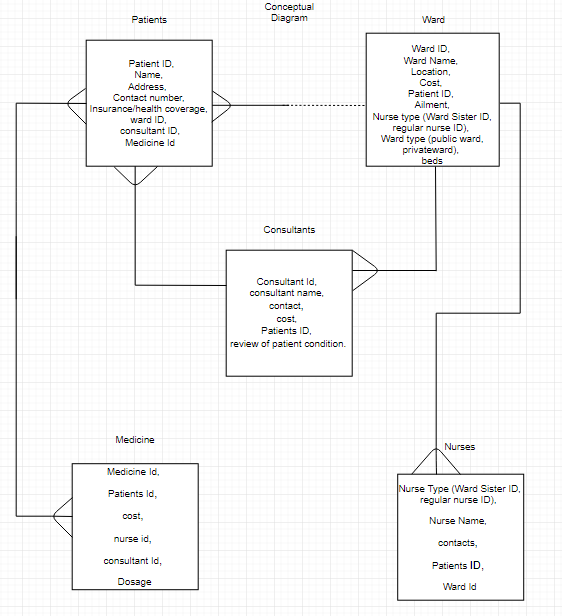 Conceptual
Diagram
Patients
Patient ID,
Name,
Address,
Contact number,
Insurance/health coverage,
ward ID,
consultant ID,
Medicine Id
Ward
Ward ID,
Ward Name,
Location,
Cost,
Patient ID,
Ailment,
Nurse type (Ward Sister ID,
regular nurse ID),
Ward type (public ward,
privateward),
beds
Consultants
Consultant Id,
consultant name,
contact,
cost,
Patients ID,
review of patient condition.
Medicine
Medicine Id,
Patients Id,
cost,
nurse id,
consultant Id,
Dosage
Nurses
Nurse Type (Ward Sister ID,
regular nurse ID),
Nurse Name,
contacts,
Patients ID,
Ward Id